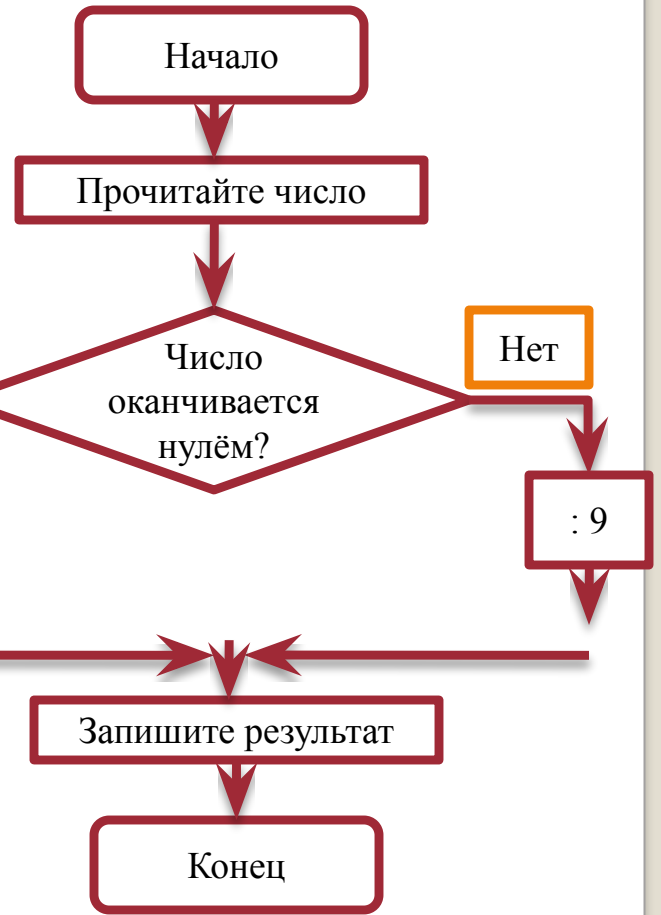 Начало
Прочитайте число
Число
оканчивается
нулём?
Нет
: 9
Запишите результат
Конец